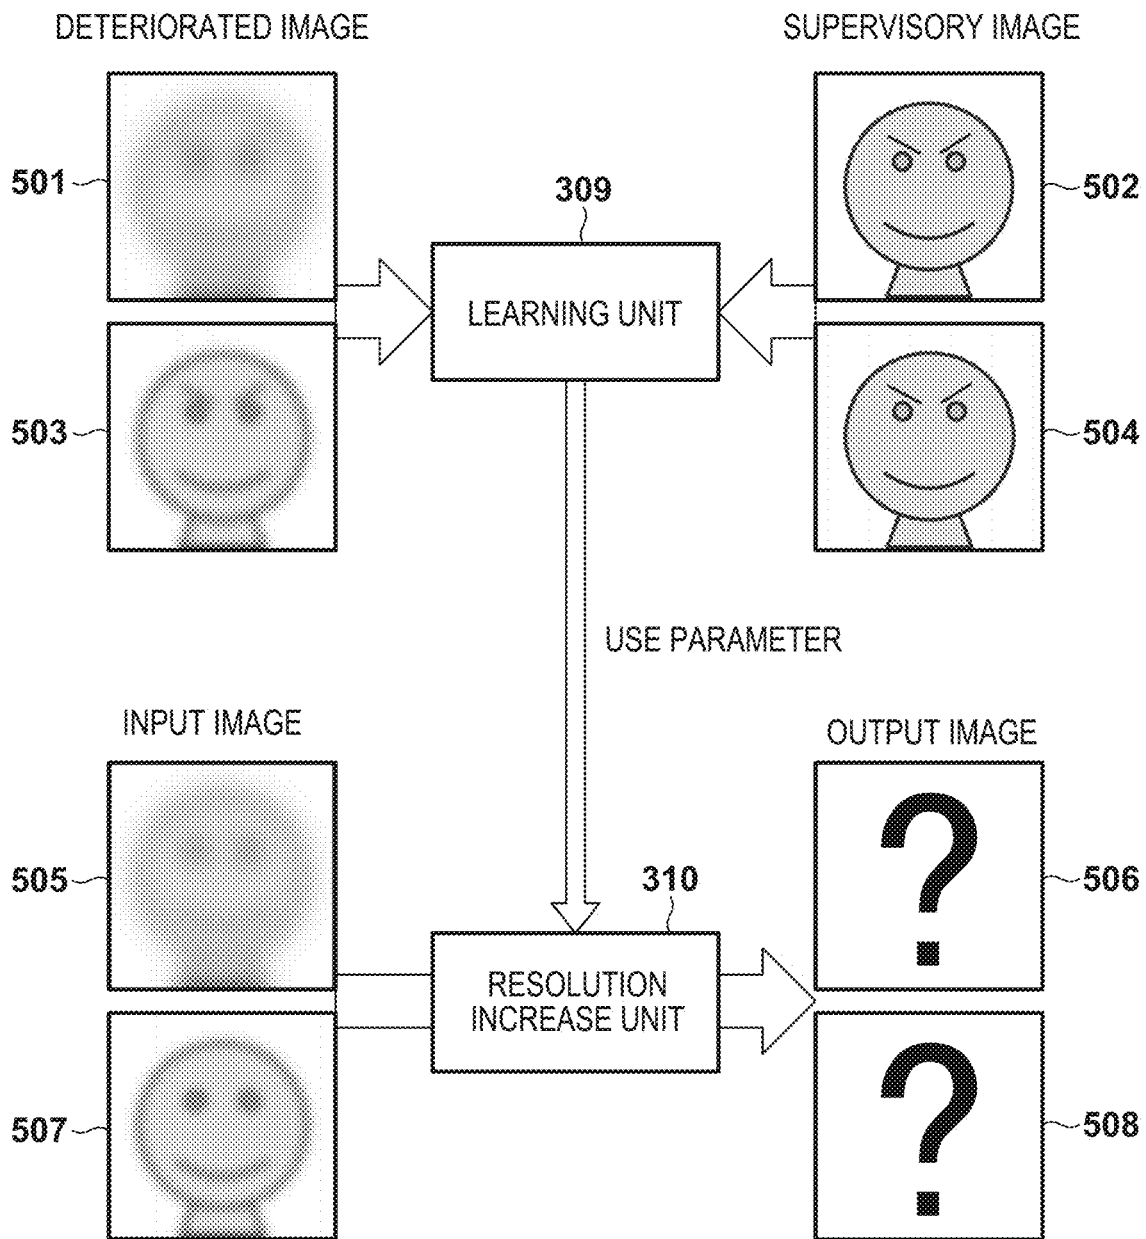 DETERIORATED IMAGE
SUPERVISORY IMAGE
501
502
309
LEARNING UNIT
503
504
USE PARAMETER
INPUT IMAGE
OUTPUT IMAGE
505
?
506
310
RESOLUTION
INCREASE UNIT
507
?
508